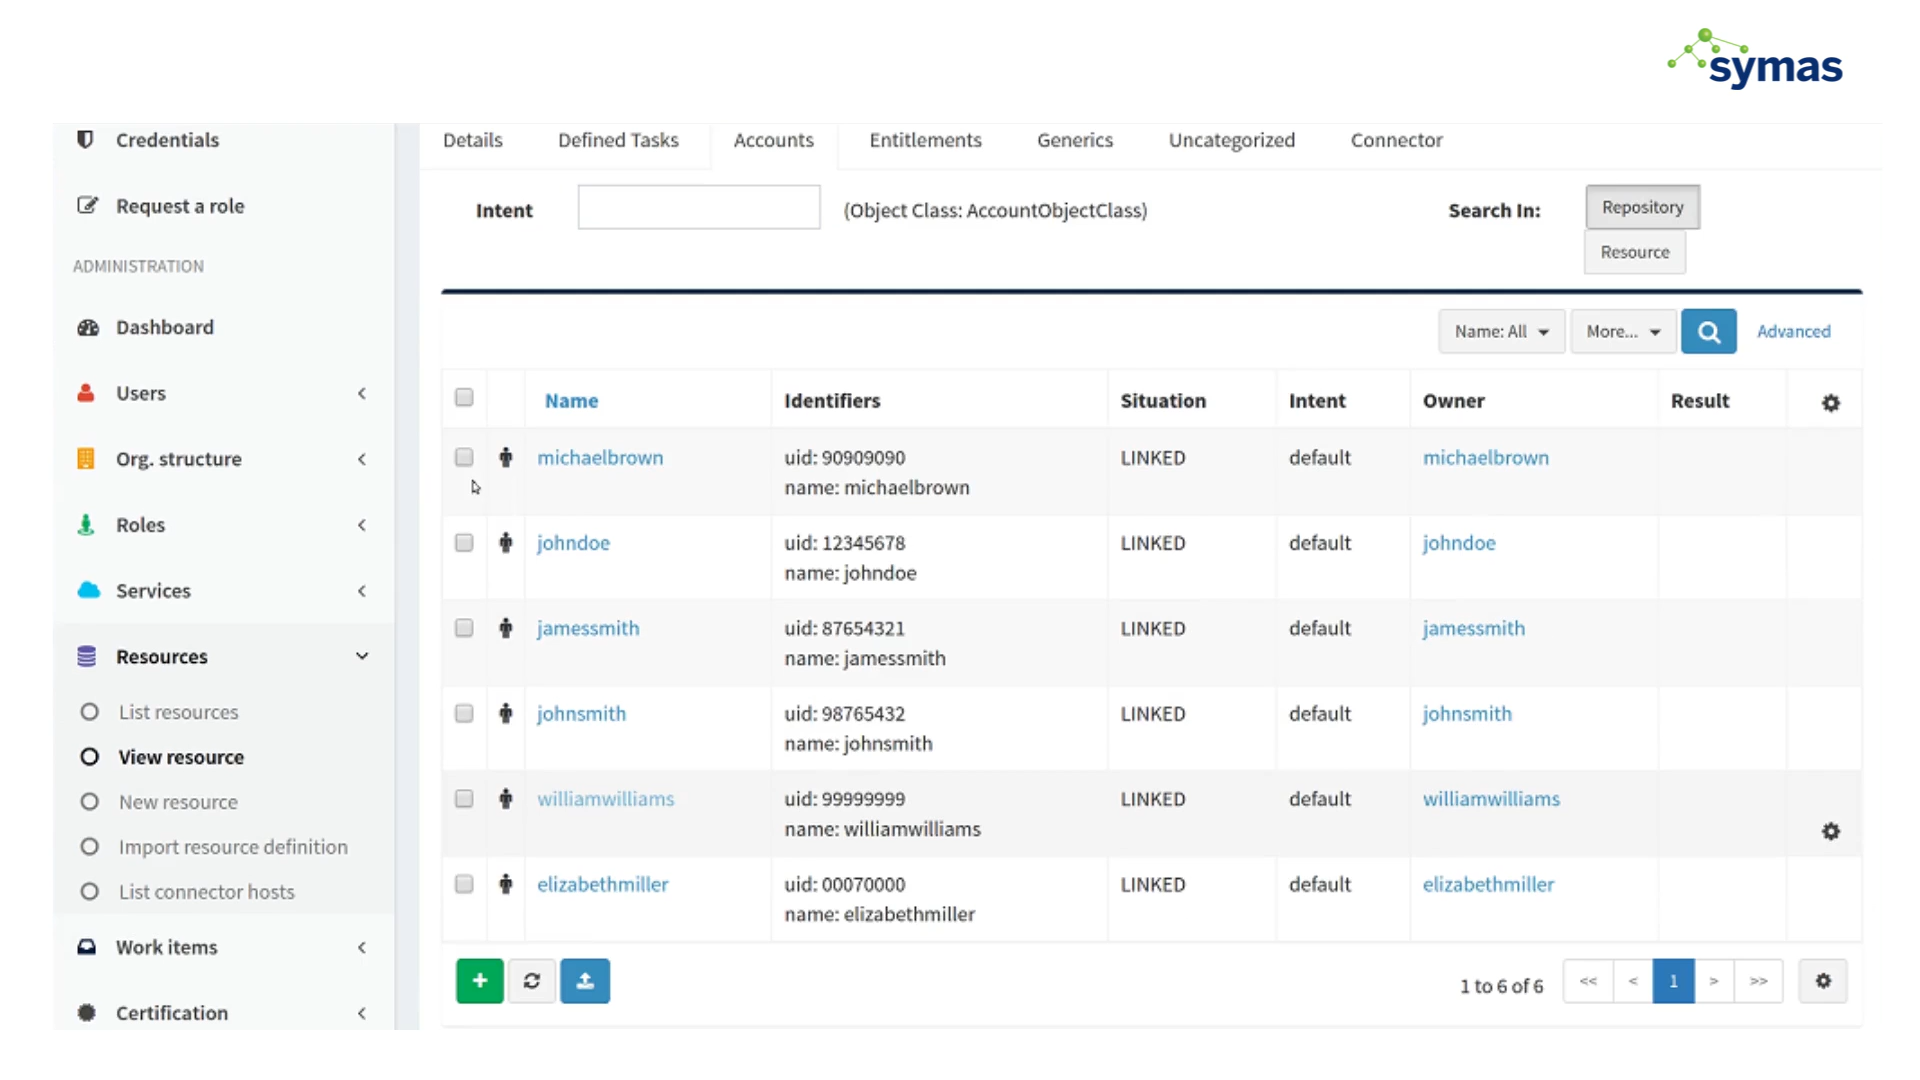 symas
Credentials
Request a role
ADMINISTRATION
Dashboard
Users
Org. structure
Roles
Services
Resources
List resources
View resource
New resource
Import resource definition
List connector hosts
Work items
Certification
Details Defined Tasks Accounts Entitlements Generics Uncategorized Connector
Intent (Object Class: AccountObjectClass) Search In: Repository
Resource
Name: All More... Advanced
Name Identifiers Situation Intent Owner Result
michaelbrown uid: 90909090 LINKED default michaelbrown
name: michaelbrown
johndoe uid: 12345678 LINKED default johndoe
name: johndoe
jamessmith uid: 87654321 LINKED default jamessmith
name: jamessmith
johnsmith uid: 98765432 LINKED default johnsmith
name: johnsmith
williamwilliams uid: 99999999 LINKED default williamwilliams
name: williamwilliams
elizabethmiller uid: 00070000 LINKED default elizabethmiller
name: elizabethmiller
1 to 6 of 6 << < 1 > >>